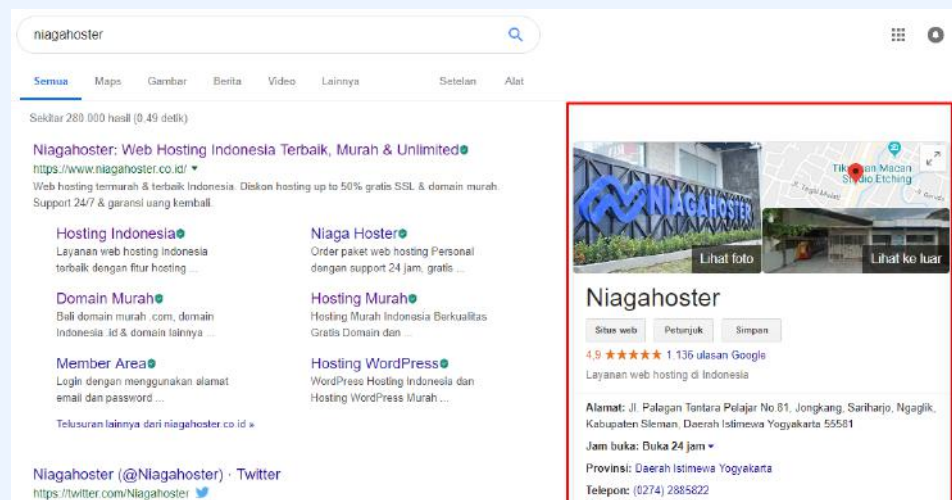 niagahoster
Semua Maps Gambar Berita Video Lainnya Setelan Alat
Sekitar 280.000 hasil (0,49 detik)
Niagahoster: Web Hosting Indonesia Terbaik, Murah & Unlimited
https://www.niagahoster.co.id/
Web hosting termurah & terbaik Indonesia. Diskon hosting up to 50% gratis SSL & domain murah.
Support 24/7 & garansi uang kembali.
Hosting Indonesia
Layanan web hosting Indonesia
terbaik dengan fitur hosting ...
Niaga Hoster
Order paket web hosting Personal
dengan support 24 jam, gratis ...
Domain Murah
Beli domain murah .com, domain
Indonesia .id & domain lainnya ...
Hosting Murah
Hosting Murah Indonesia Berkualitas
Gratis Domain dan ...
Member Area
Login dengan menggunakan alamat
email dan password ...
Hosting WordPress
WordPress Hosting Indonesia dan
Hosting WordPress Murah ...
Telusuran lainnya dari niagahoster.co.id »
Niagahoster (@Niagahoster) · Twitter
https://twitter.com/Niagahoster
NIAGAHOSTER
Macan
Studio Etching
Lihat foto
Lihat ke luar
Niagahoster
Situs web Petunjuk Simpan
4,9 ★★★★★ 1.136 ulasan Google
Layanan web hosting di Indonesia
Alamat: Jl. Palagan Tentara Pelajar No.81, Jongkang, Sariharjo, Ngaglik,
Kabupaten Sleman, Daerah Istimewa Yogyakarta 55581
Jam buka: Buka 24 jam
Provinsi: Daerah Istimewa Yogyakarta
Telepon: (0274) 2885822